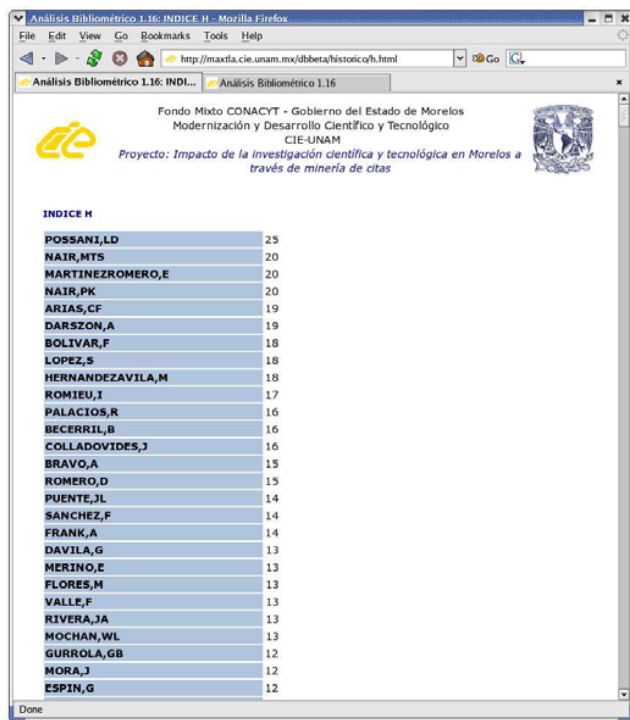 Análisis Bibliométrico 1.16: INDICE H - Mozilla Firefox
File Edit View Go Bookmarks Tools Help
http://maxtla.cie.unam.mx/dbbeta/historico/h.html Go G
Análisis Bibliométrico 1.16: INDI... Análisis Bibliométrico 1.16
Fondo Mixto CONACYT - Gobierno del Estado de Morelos
Modernización y Desarrollo Científico y Tecnológico
CIE-UNAM
cie
Proyecto: Impacto de la investigación científica y tecnológica en Morelos a
través de minería de citas
INDICE H
POSSANI,LD 25
NAIR,MTS 20
MARTINEZROMERO,E 20
NAIR,PK 20
ARIAS,CF 19
DARSZON,A 19
BOLIVAR,F 18
LOPEZ,S 18
HERNANDEZAVILA,M 18
ROMIEU,I 17
PALACIOS,R 16
BECERRIL,B 16
COLLADOVIDES,J 16
BRAVO,A 15
ROMERO,D 15
PUENTE,JL 14
SANCHEZ,F 14
FRANK,A 14
DAVILA,G 13
MERINO,E 13
FLORES,M 13
VALLE,F 13
RIVERA,JA 13
MOCHAN,WL 13
GURROLA,GB 12
MORA,J 12
ESPIN,G 12
Done